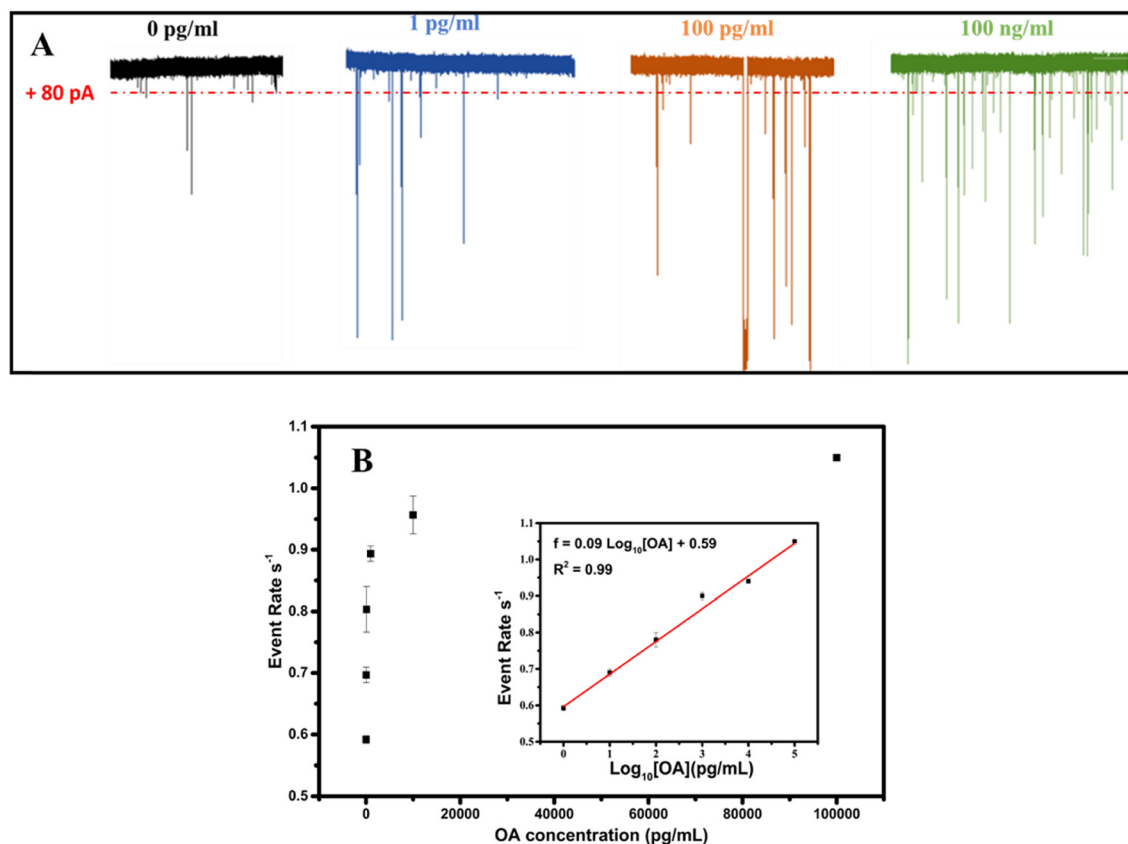 A
0 pg/ml
1 pg/ml
100 pg/ml
100 ng/ml
+ 80 pA
B
Event Rate s⁻¹
1.1
1.0
0.9
0.8
0.7
0.6
0.5
0 20000 40000 60000 80000 100000
OA concentration (pg/mL)
f = 0.09 Log₁₀[OA] + 0.59
R² = 0.99
Event Rate s⁻¹
1.1
1.0
0.9
0.8
0.7
0.6
0.5
0 1 2 3 4 5
Log₁₀[OA](pg/mL)